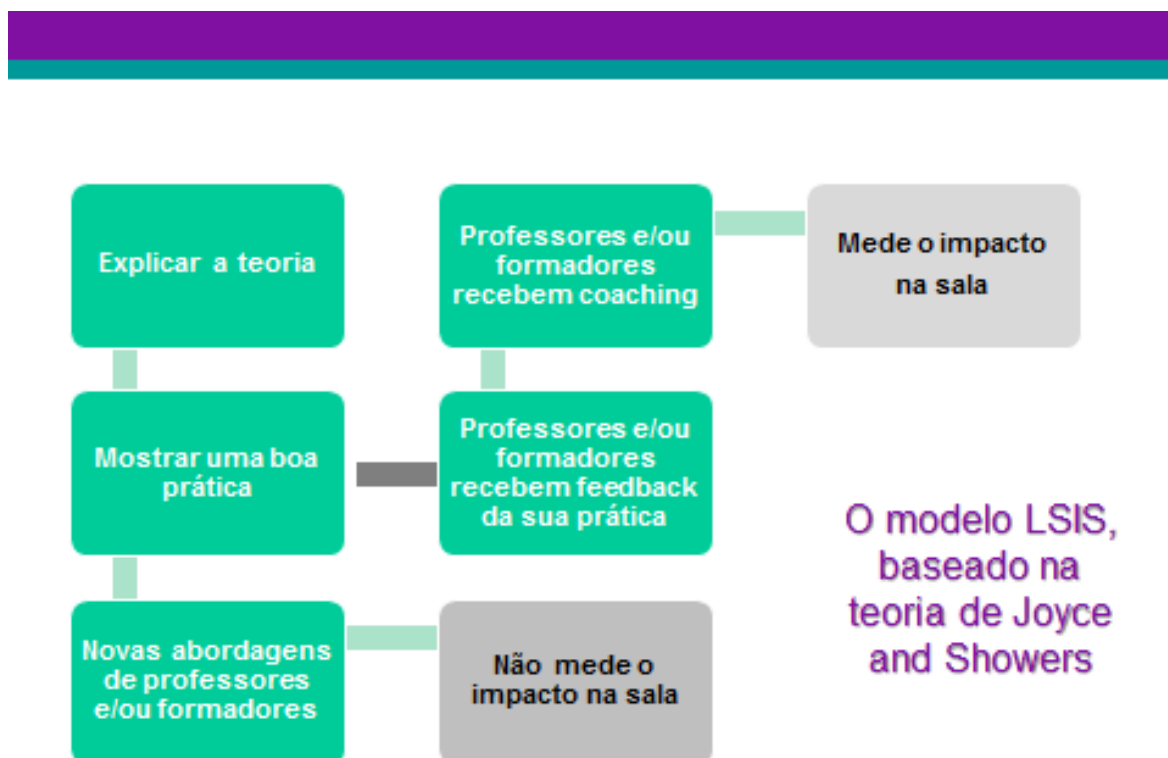 Explicar a teoria
Mostrar uma boa
prática
Novas abordagens
de professores
e/ou formadores
Professores e/ou
formadores
recebem coaching
Professores e/ou
formadores
recebem feedback
da sua prática
Não mede o
impacto na sala
Mede o impacto
na sala
O modelo LSIS,
baseado na
teoria de Joyce
and Showers